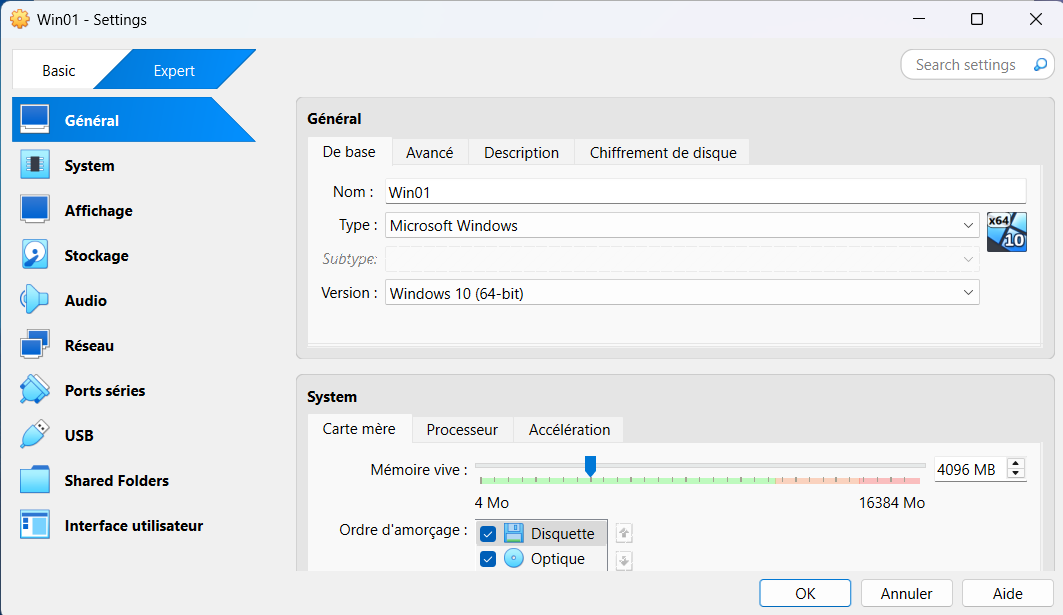 Win01 - Settings
Basic
Expert
Search settings
Général
System
Affichage
Stockage
Audio
Réseau
Ports séries
USB
Shared Folders
Interface utilisateur
Général
De base
Avancé
Description
Chiffrement de disque
Nom :
Win01
Type :
Microsoft Windows
x64
10
Subtype:
Version :
Windows 10 (64-bit)
System
Carte mère
Processeur
Accélération
Mémoire vive :
4096 MB
4 Mo
16384 Mo
Ordre d'amorçage :
Disquette
Optique
OK
Annuler
Aide